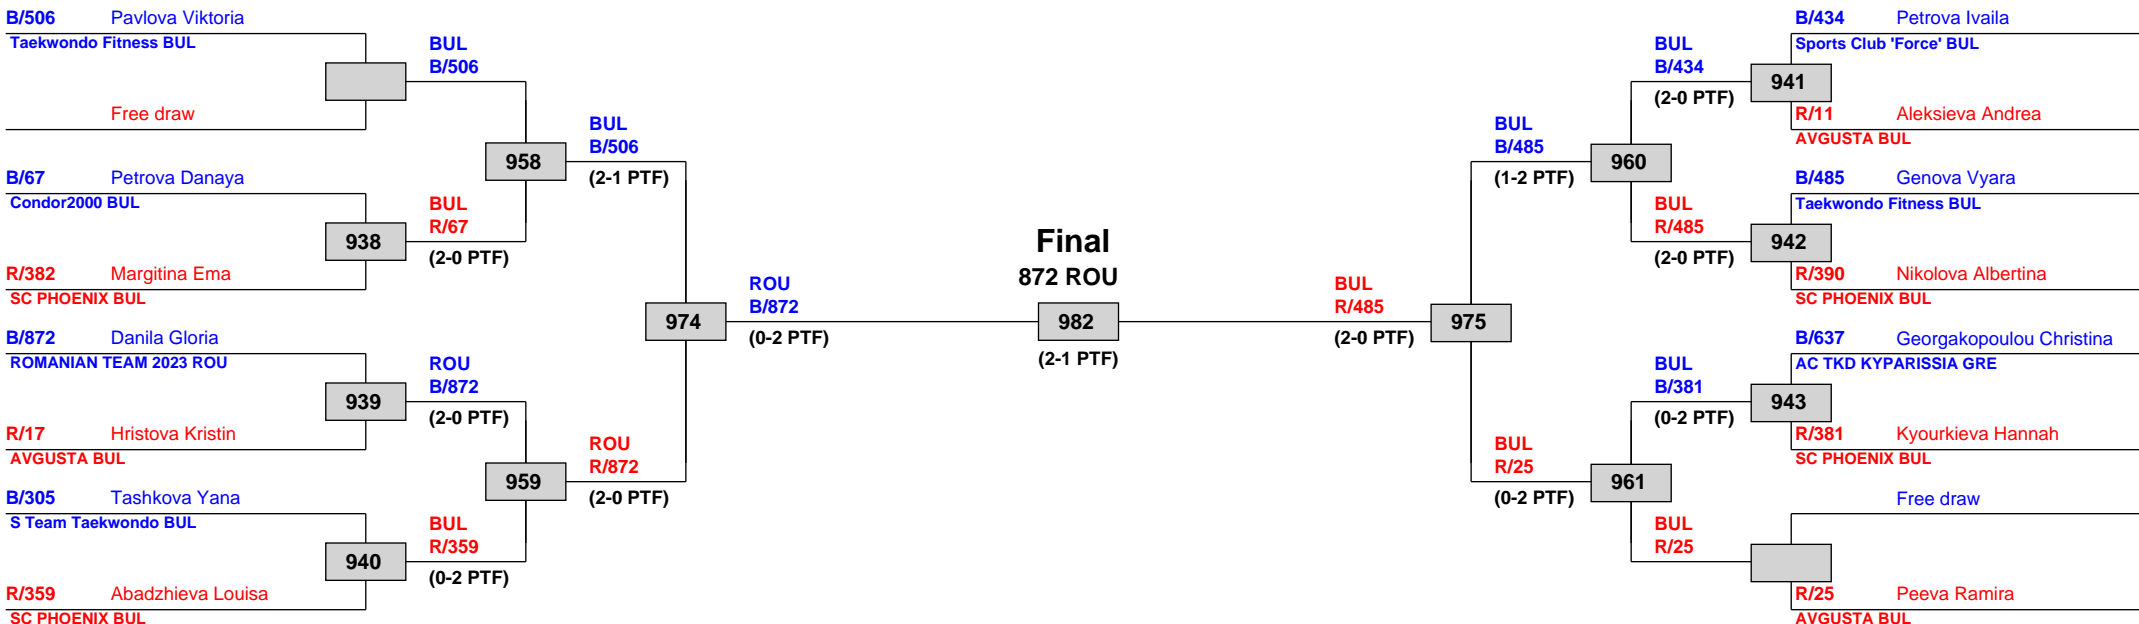 B/506 Pavlova Viktoria
Taekwondo Fitness BUL
Free draw
B/67 Petrova Danaya
Condor2000 BUL
938
R/382 Margitina Ema
SC PHOENIX BUL
B/872 Danila Gloria
ROMANIAN TEAM 2023 ROU
939
R/17 Hristova Kristin
AVGUSTA BUL
B/305 Tashkova Yana
S Team Taekwondo BUL
940
R/359 Abadzhieva Louisa
SC PHOENIX BUL
BUL
B/506
958
BUL
R/67
(2-0 PTF)
ROU
B/872
(2-0 PTF)
959
BUL
R/359
(0-2 PTF)
BUL
B/506
(2-1 PTF)
974
ROU
R/872
(2-0 PTF)
ROU
B/872
(0-2 PTF)
Final
872 ROU
982
(2-1 PTF)
BUL
R/485
(2-0 PTF)
975
BUL
B/485
(1-2 PTF)
960
BUL
R/25
(0-2 PTF)
961
BUL
B/434
(2-0 PTF)
BUL
R/485
(2-0 PTF)
BUL
B/381
(0-2 PTF)
BUL
R/25
B/434 Petrova Ivaila
Sports Club 'Force' BUL
941
R/11 Aleksieva Andrea
AVGUSTA BUL
B/485 Genova Vyara
Taekwondo Fitness BUL
942
R/390 Nikolova Albertina
SC PHOENIX BUL
B/637 Georgakopoulou Christina
AC TKD KYPARISSIA GRE
943
R/381 Kyourkieva Hannah
SC PHOENIX BUL
Free draw
R/25 Peeva Ramira
AVGUSTA BUL